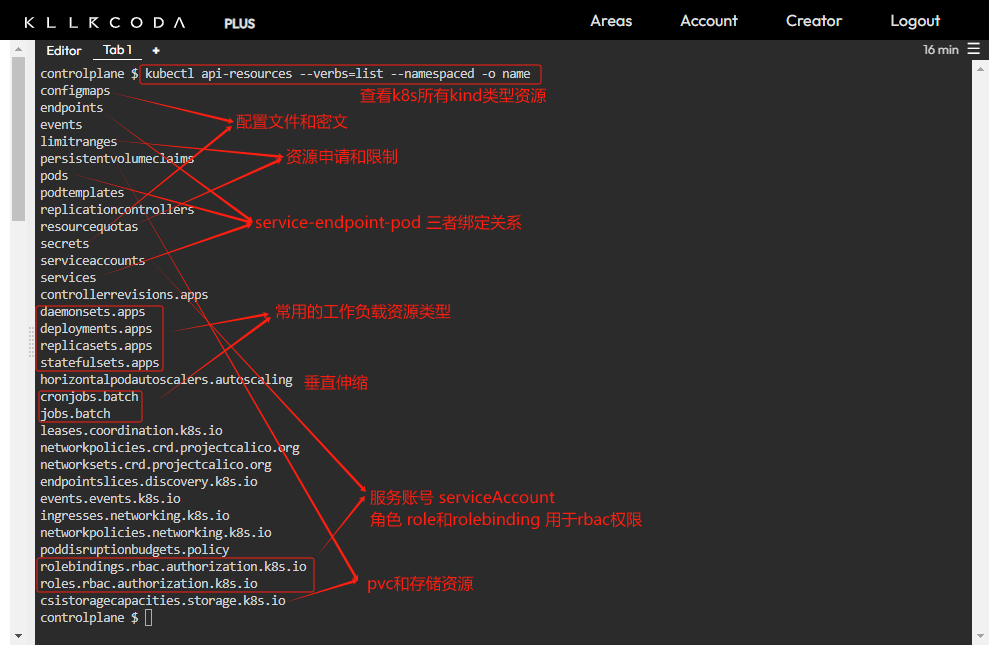 KILLERCODA PLUS Areas Account Creator Logout
Editor Tab 1 + 16 min
controlplane $ kubectl api-resources --verbs=list --namespaced -o name
configmaps
查看k8s所有kind类型资源
endpoints
配置文件和密文
events
limitranges
资源申请和限制
persistentvolumeclaims
pods
podtemplates
replicationcontrollers
service-endpoint-pod 三者绑定关系
resourcequotas
secrets
serviceaccounts
services
controllerrevisions.apps
daemonsets.apps
常用的工作负载资源类型
deployments.apps
replicasets.apps
statefulsets.apps
horizontalpodautoscalers.autoscaling 垂直伸缩
cronjobs.batch
jobs.batch
leases.coordination.k8s.io
networkpolicies.crd.projectcalico.org
networksets.crd.projectcalico.org
endpointslices.discovery.k8s.io
events.events.k8s.io
服务账号 serviceAccount
ingresses.networking.k8s.io
角色 role和rolebinding 用于rbac权限
networkpolicies.networking.k8s.io
poddisruptionbudgets.policy
rolebindings.rbac.authorization.k8s.io
roles.rbac.authorization.k8s.io
pvc和存储资源
csistoragecapacities.storage.k8s.io
controlplane $